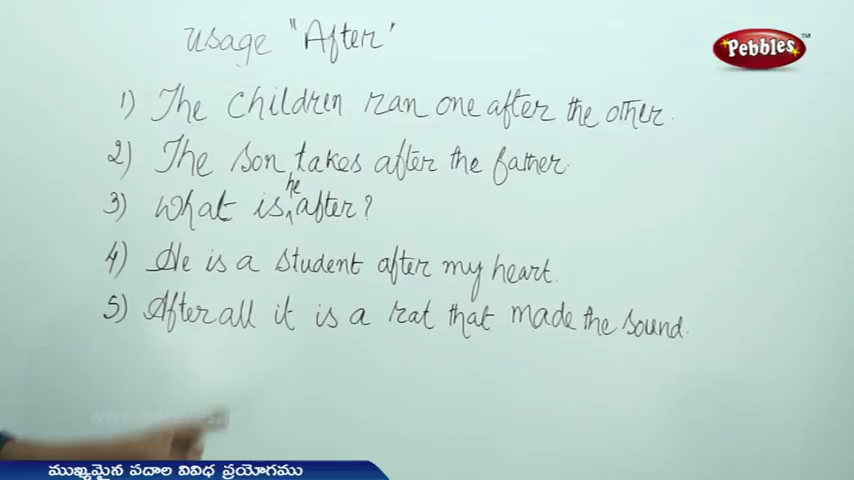 Usage "After"
Pebbles™
1) The children ran one after the other.
2) The son takes after the father.
3) What is he after?
4) He is a student after my heart.
5) After all it is a rat that made the sound.
ముఖ్యమైన పదాల వివిధ ప్రయోగము